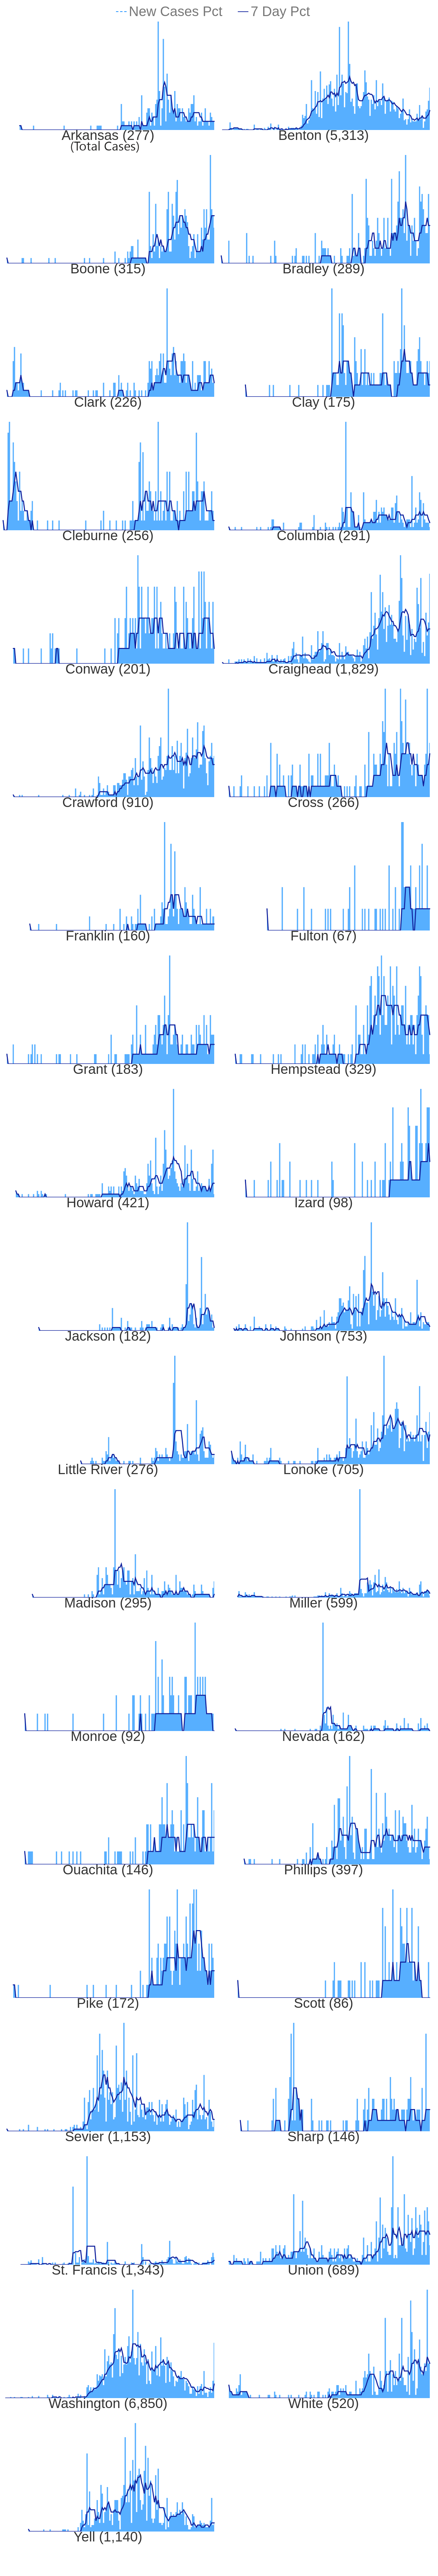 New Cases Pct 7 Day Pct
Arkansas (277) Benton (5,313)
(Total Cases)
Boone (315) Bradley (289)
Clark (226) Clay (175)
Cleburne (256) Columbia (291)
Conway (201) Craighead (1,829)
Crawford (910) Cross (266)
Franklin (160) Fulton (67)
Grant (183) Hempstead (329)
Howard (421) Izard (98)
Jackson (182) Johnson (753)
Little River (276) Lonoke (705)
Madison (295) Miller (599)
Monroe (92) Nevada (162)
Ouachita (146) Phillips (397)
Pike (172) Scott (86)
Sevier (1,153) Sharp (146)
St. Francis (1,343) Union (689)
Washington (6,850) White (520)
Yell (1,140)